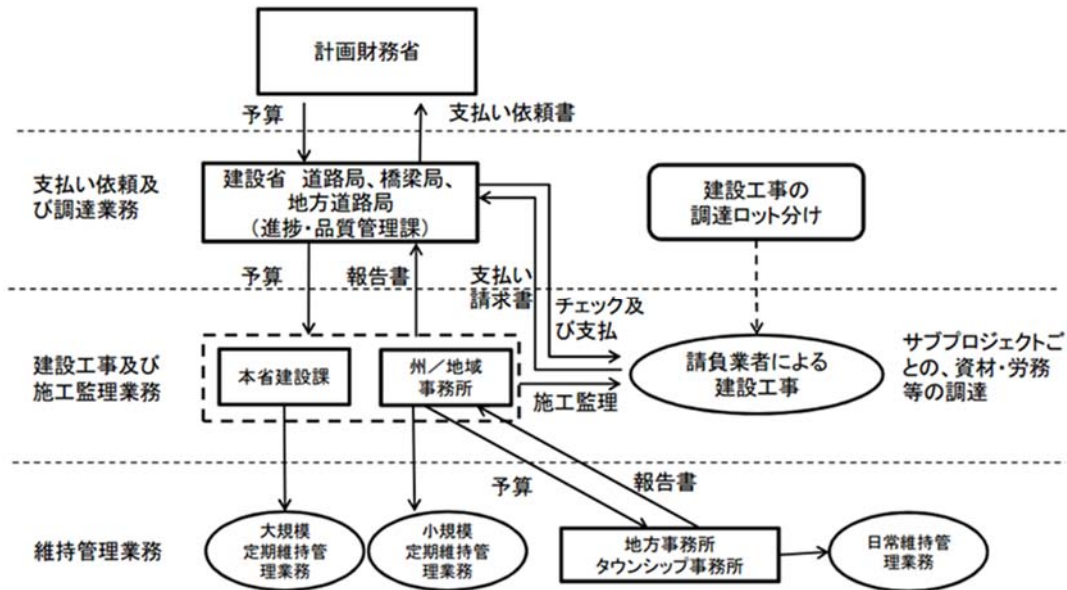 計画財務省
予算
支払い依頼書
支払い依頼及
び調達業務
建設省 道路局、橋梁局、
地方道路局
(進捗・品質管理課)
建設工事の
調達ロット分け
予算
報告書
支払い
請求書
チェック及
び支払
建設工事及び
施工監理業務
本省建設課
州/地域
事務所
施工監理
請負業者による
建設工事
サブプロジェクトご
との、資材・労務
等の調達
予算
報告書
維持管理業務
大規模
定期維持管
理業務
小規模
定期維持管
理業務
地方事務所
タウンシップ事務所
日常維持管
理業務